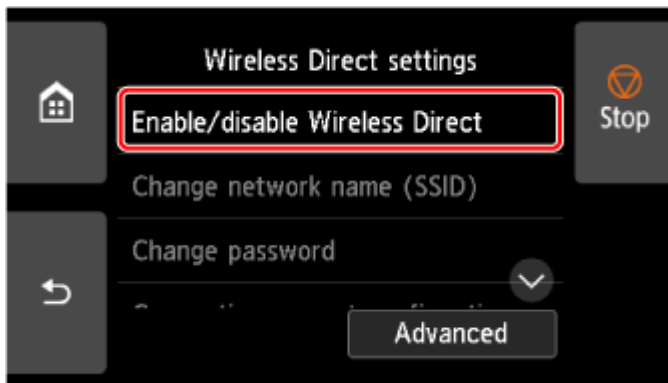 Wireless Direct settings
Enable/disable Wireless Direct
Stop
Change network name (SSID)
Change password
Advanced